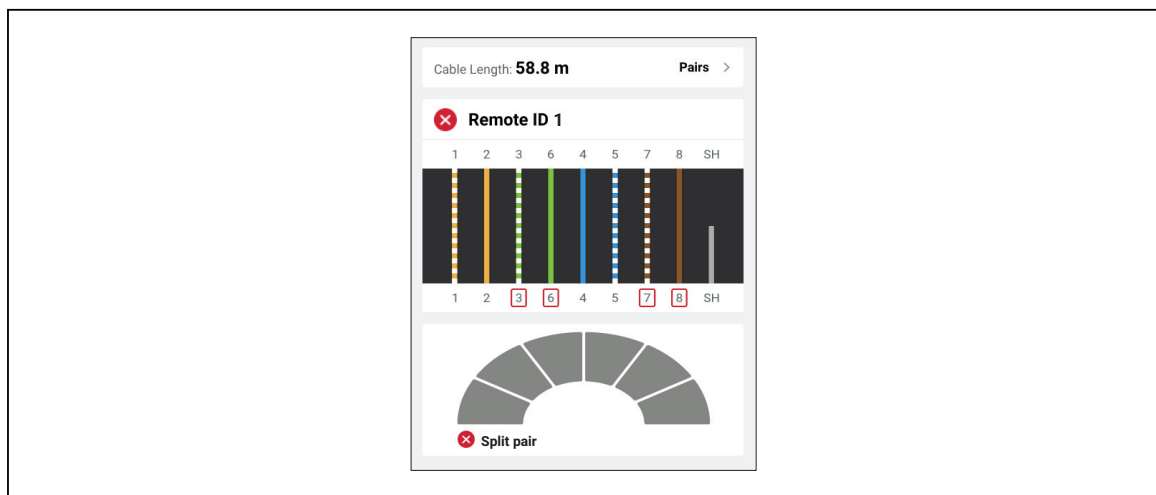 Cable Length: 58.8 m Pairs >
Remote ID 1
1 2 3 6 4 5 7 8 SH
1 2 3 6 4 5 7 8 SH
Split pair